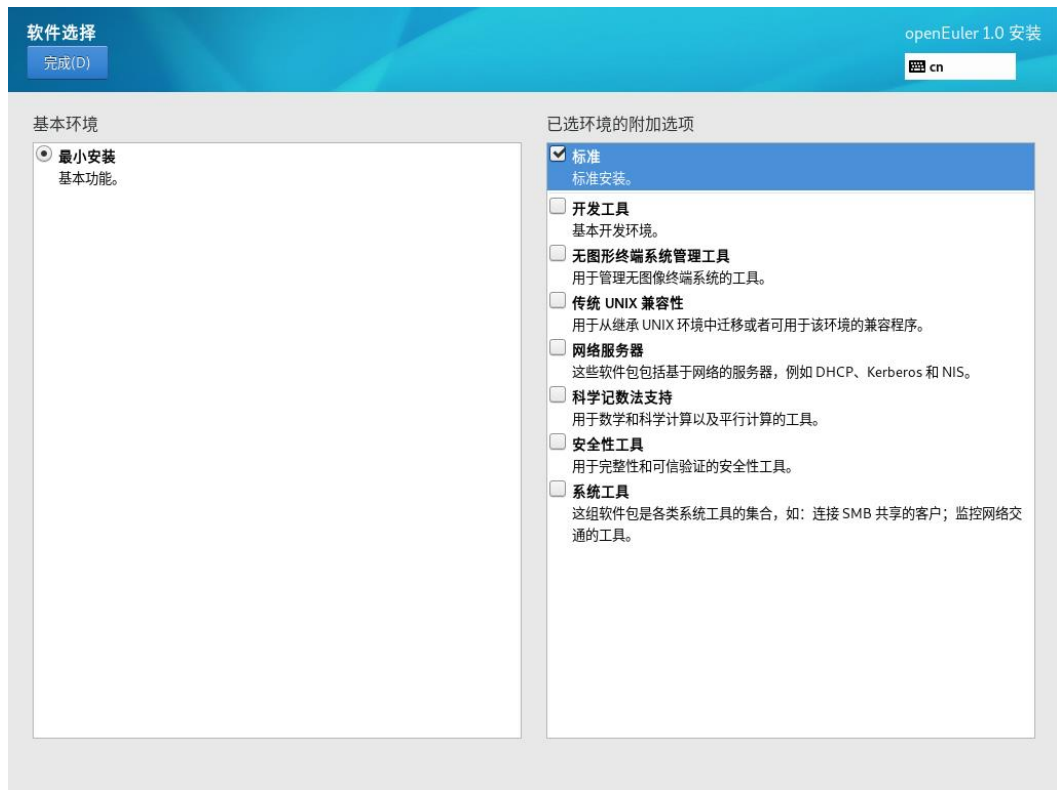 软件选择
openEuler 1.0 安装
完成(D)
cn
基本环境
已选环境的附加选项
最小安装
基本功能。
标准
标准安装。
开发工具
基本开发环境。
无图形终端系统管理工具
用于管理无图像终端系统的工具。
传统 UNIX 兼容性
用于从继承 UNIX 环境中迁移或者可用于该环境的兼容程序。
网络服务器
这些软件包包括基于网络的服务器，例如 DHCP、Kerberos 和 NIS。
科学记数法支持
用于数学和科学计算以及平行计算的工具。
安全性工具
用于完整性和可信验证的安全性工具。
系统工具
这组软件包是各类系统工具的集合，如：连接 SMB 共享的客户；监控网络交
通的工具。